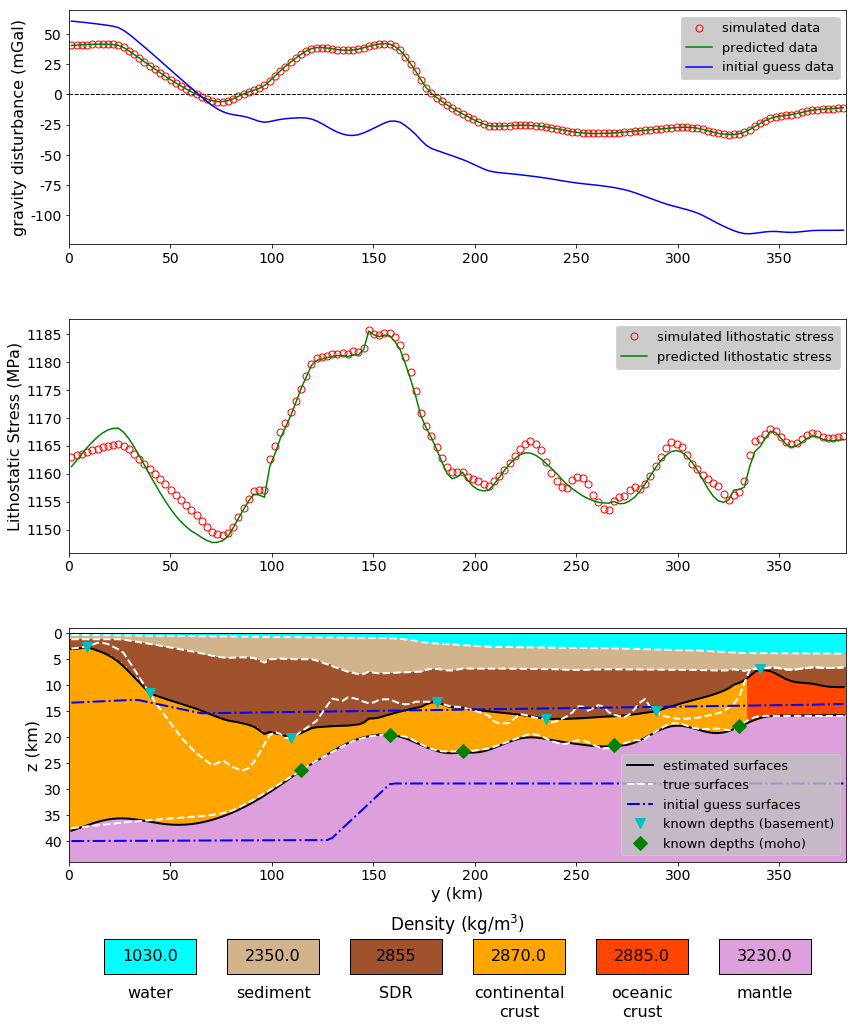 gravity disturbance (mGal)
50
25
0
-25
-50
-75
-100
simulated data
predicted data
initial guess data
0 50 100 150 200 250 300 350
Lithostatic Stress (MPa)
1185
1180
1175
1170
1165
1160
1155
1150
simulated lithostatic stress
predicted lithostatic stress
0 50 100 150 200 250 300 350
z (km)
0
5
10
15
20
25
30
35
40
estimated surfaces
true surfaces
initial guess surfaces
known depths (basement)
known depths (moho)
0 50 100 150 200 250 300 350
y (km)
Density (kg/m³)
1030.0 2350.0 2855 2870.0 2885.0 3230.0
water sediment SDR continental oceanic mantle
crust crust